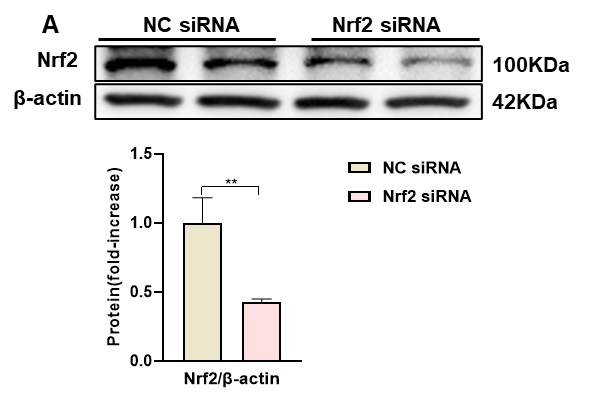 A
NC siRNA Nrf2 siRNA
Nrf2 100KDa
β-actin 42KDa
Protein(fold-increase)
1.5
1.0
0.5
0.0
**
Nrf2/β-actin
NC siRNA
Nrf2 siRNA